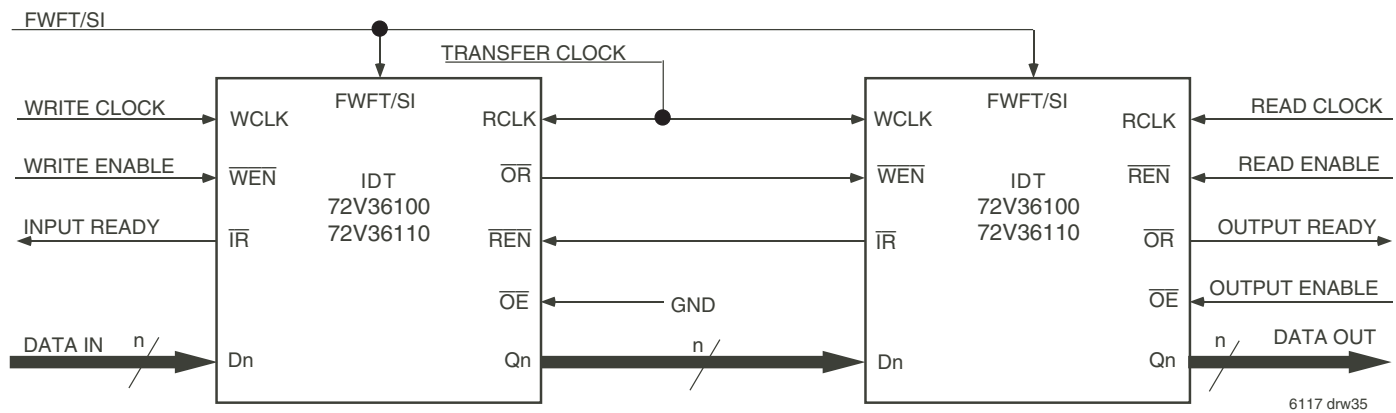 FWFT/SI
TRANSFER CLOCK
FWFT/SI
FWFT/SI
WRITE CLOCK
WCLK
RCLK
WCLK
RCLK
READ CLOCK
WRITE ENABLE
WEN
OR
WEN
REN
READ ENABLE
IDT
72V36100
72V36110
IDT
72V36100
72V36110
INPUT READY
IR
REN
IR
OR
OUTPUT READY
OE
GND
OE
OUTPUT ENABLE
DATA IN
n
Dn
Qn
n
Dn
Qn
n
DATA OUT
6117 drw35